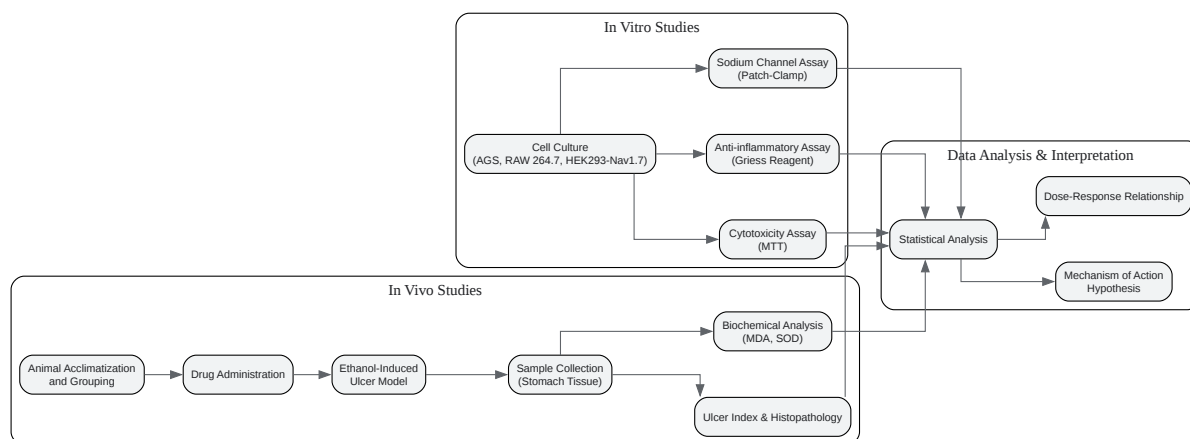 In Vitro Studies
Sodium Channel Assay
(Patch-Clamp)
Cell Culture
(AGS, RAW 264.7, HEK293-Nav1.7)
Anti-inflammatory Assay
(Griess Reagent)
Cytotoxicity Assay
(MTT)
Data Analysis & Interpretation
Dose-Response Relationship
Statistical Analysis
Mechanism of Action
Hypothesis
In Vivo Studies
Animal Acclimatization
and Grouping
Drug Administration
Ethanol-Induced
Ulcer Model
Sample Collection
(Stomach Tissue)
Biochemical Analysis
(MDA, SOD)
Ulcer Index & Histopathology